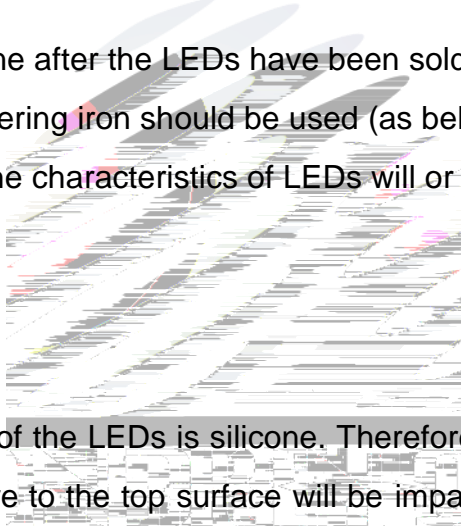 ne after the LEDs have been sold
ering iron should be used (as bel
ne characteristics of LEDs will or
of the LEDs is silicone. Therefore
e to the top surface will be impa